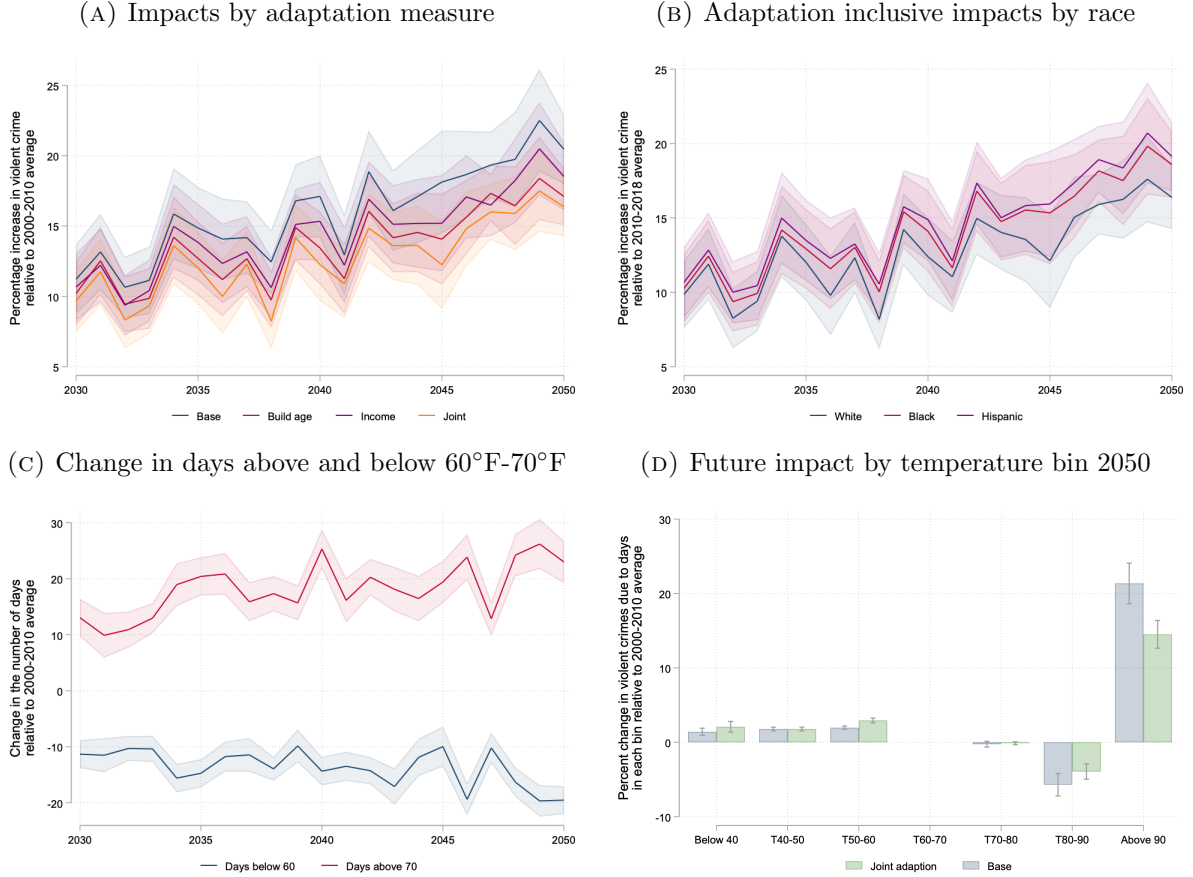 (A) Impacts by adaptation measure
Percentage increase in violent crime
relative to 2000-2010 average
25
20
15
10
5
2030
2035
2040
2045
2050
Base
Build age
Income
Joint
(B) Adaptation inclusive impacts by race
Percentage increase in violent crime
relative to 2010-2018 average
25
20
15
10
5
2030
2035
2040
2045
2050
White
Black
Hispanic
(C) Change in days above and below 60°F-70°F
Change in the number of days
relative to 2000-2010 average
30
20
10
0
-10
-20
2030
2035
2040
2045
2050
Days below 60
Days above 70
(D) Future impact by temperature bin 2050
Percent change in violent crimes due to days
in each bin relative to 2000-2010 average
30
20
10
0
-10
Below 40
T40-50
T50-60
T60-70
T70-80
T80-90
Above 90
Joint adaption
Base